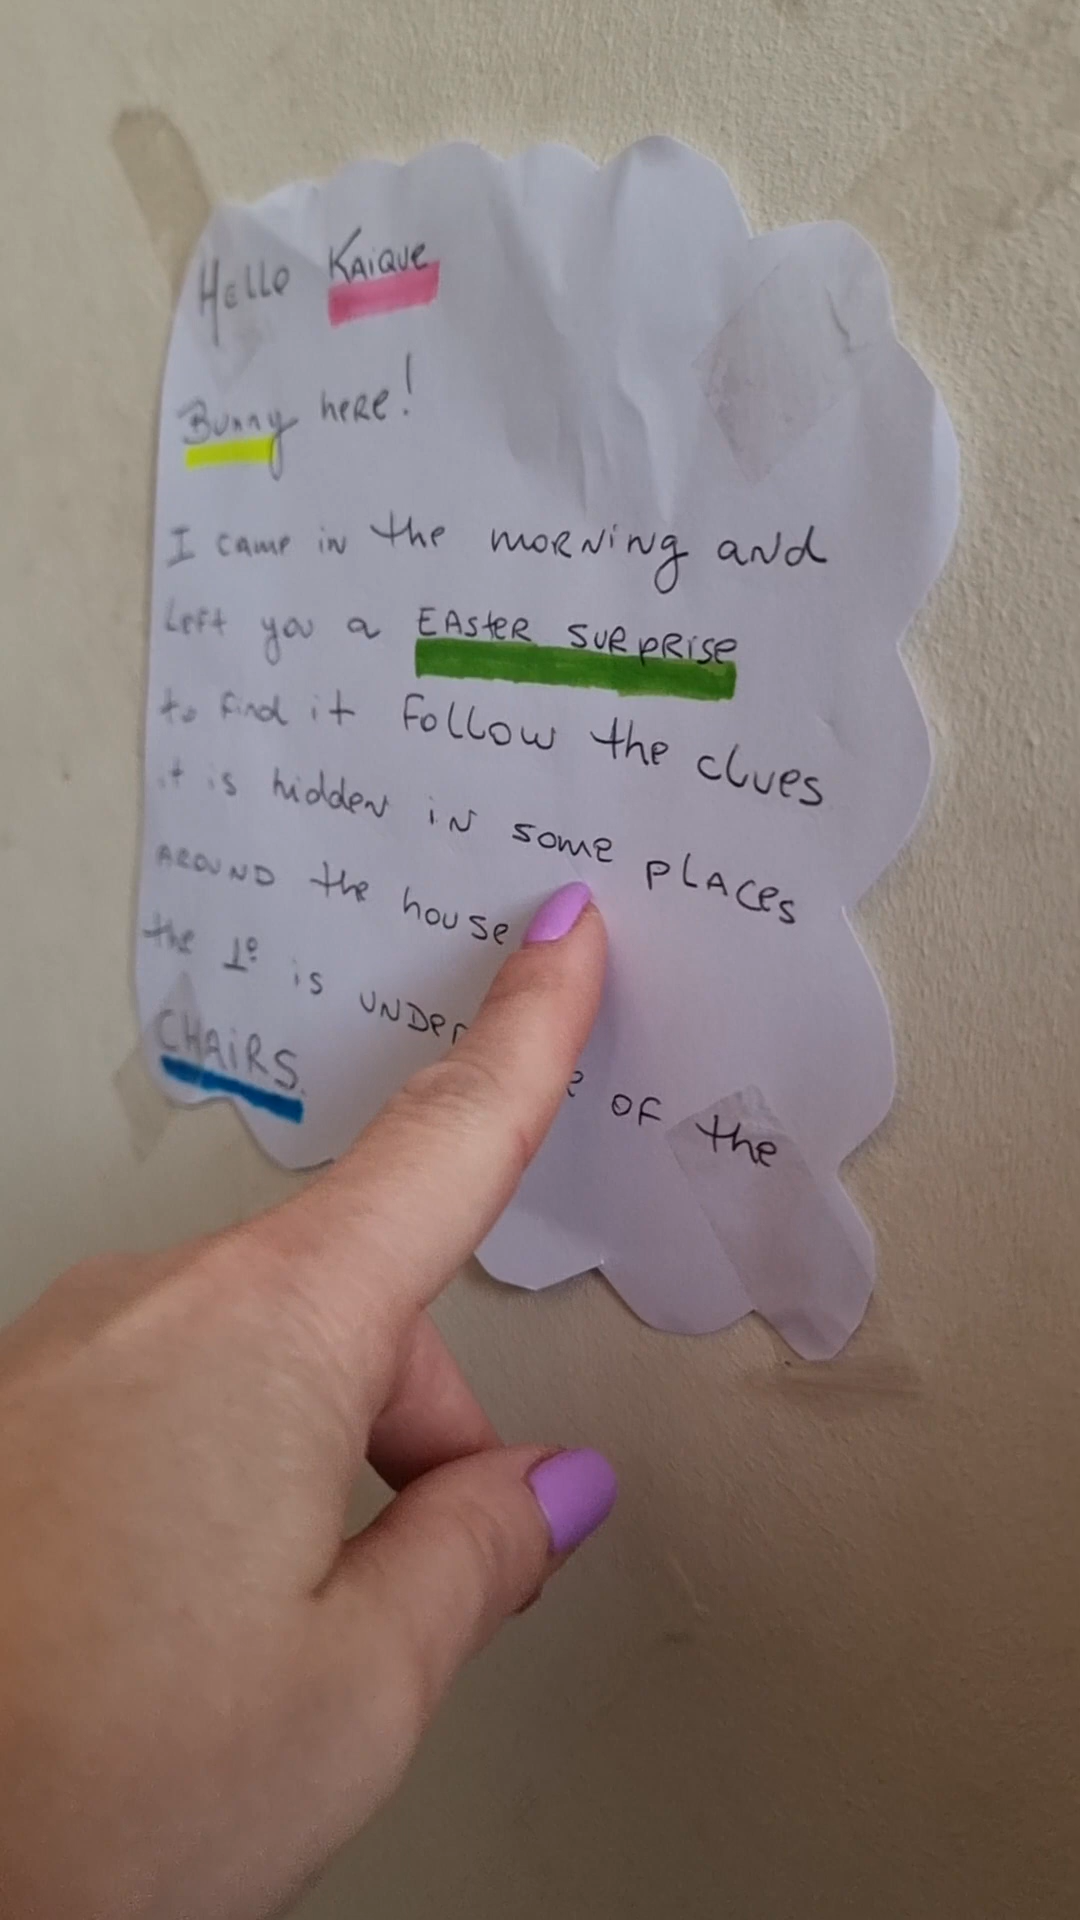 Hello Kaique
Bunny here!
I came in the morning and
Left you a EAster surprise
to find it Follow the clues
it is hidden in some plAces
AROUND the house
the 1º is UNDer of the
CHAiRS.